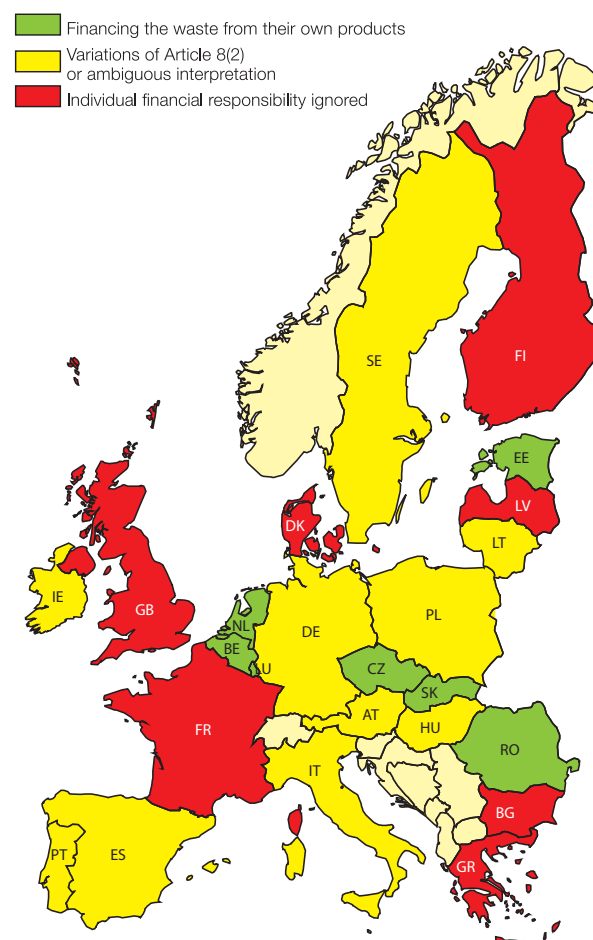 Financing the waste from their own products
Variations of Article 8(2)
or ambiguous interpretation
Individual financial responsibility ignored
SE
FI
EE
LV
DK
LT
IE
GB
NL
DE
PL
BE
LU
CZ
SK
AT
HU
FR
RO
IT
BG
PT
ES
GR